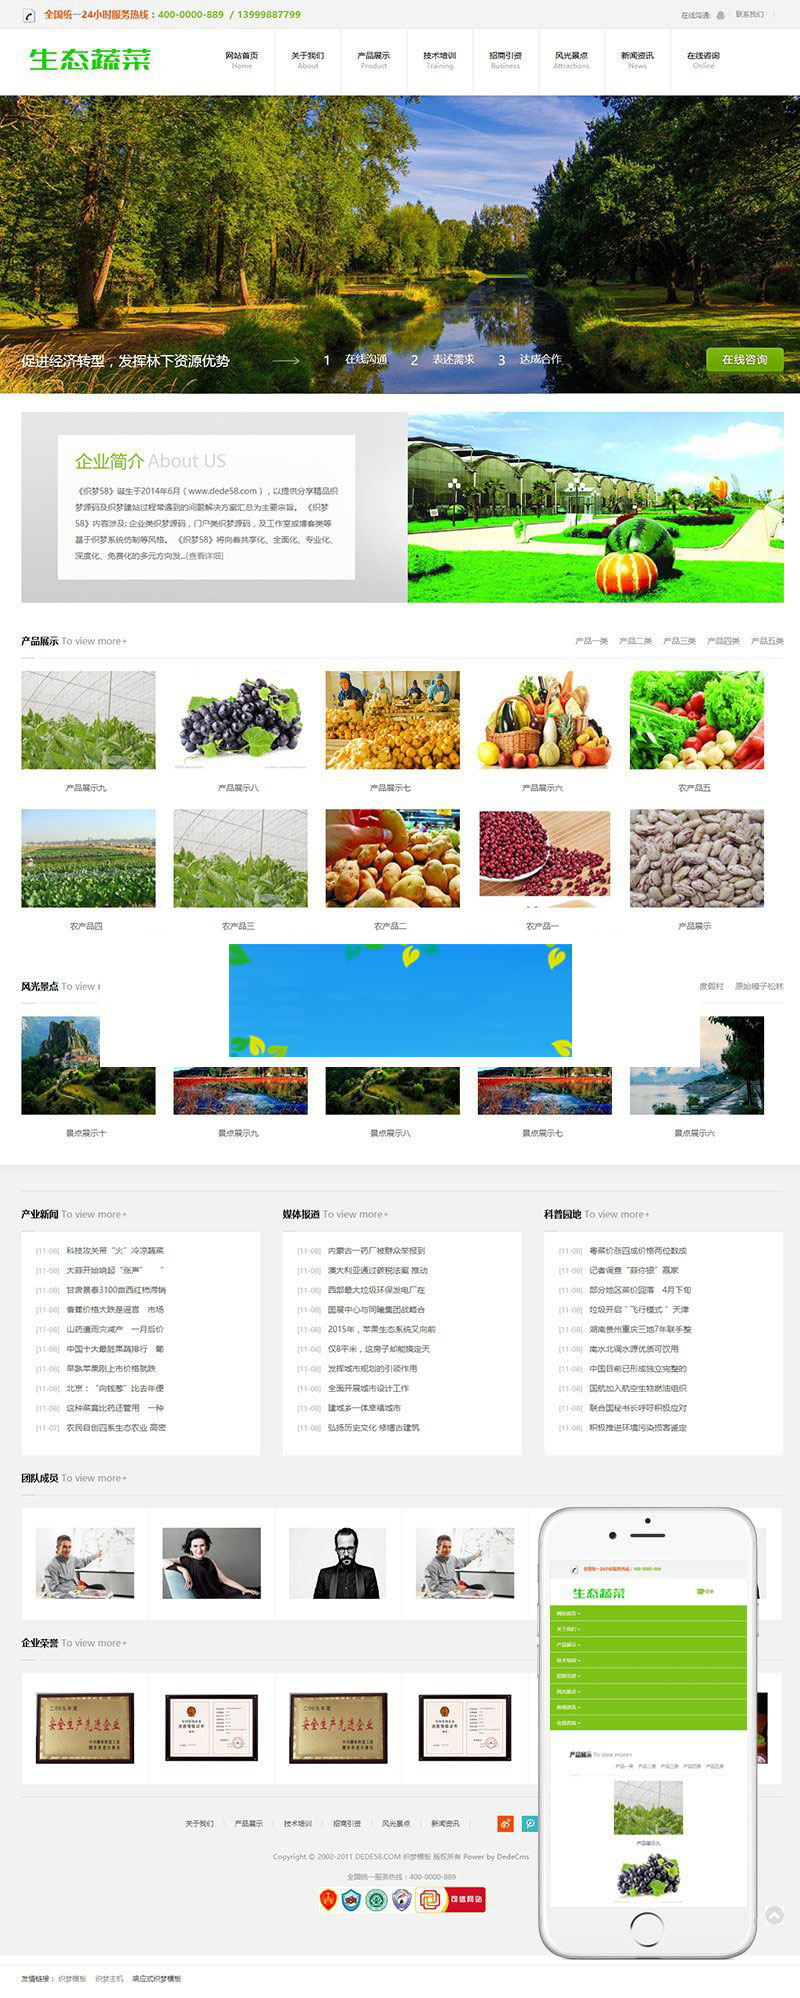 全国统一24小时服务热线：400-0000-889 / 13999887799
在线沟通: 联系我们
生态蔬菜
网站首页 关于我们 产品展示 技术培训 招商引资 风光景点 新闻资讯 在线咨询
Home About Product Training Business Attractions News Online
促进经济转型，发挥林下资源优势 1 在线沟通 2 表述需求 3 达成合作 在线咨询
企业简介 About US
《织梦58》诞生于2014年6月（www.dede58.com），以提供分享精品织
梦源码及织梦建站过程常遇到的问题解决方案汇总为主要宗旨。 《织梦
58》内容涉及: 企业类织梦源码，门户类织梦源码，及工作室或博客类等
基于织梦系统仿制等风格。 《织梦58》将向着共享化、全面化、专业化、
深度化、免费化的多元方向发...[查看详细]
产品展示 To view more+ 产品一类 产品二类 产品三类 产品四类 产品五类
产品展示九 产品展示八 产品展示七 产品展示六 农产品五
农产品四 农产品三 农产品二 农产品一 产品展示
风光景点 To view 度假村 原始樟子松林
景点展示十 景点展示九 景点展示八 景点展示七 景点展示六
产业新闻 To view more+
[11-08] 科技攻关带“火”冷凉蔬菜
[11-08] 大蒜开始响起“涨声” “
[11-08] 甘肃景泰3100亩西红柿滞销
[11-08] 香蕉价格大跌是谣言 市场
[11-08] 山药遭雨灾减产 一月后价
[11-08] 中国十大最脏果蔬排行 葡
[11-08] 早熟苹果刚上市价格就跌
[11-08] 北京：“向钱葱”比去年便
[11-08] 这种菜竟比药还管用 一种
[11-07] 农民自创四系生态农业 高密
媒体报道 To view more+
[11-08] 内蒙古一药厂被群众举报到
[11-08] 澳大利亚通过碳税法案 推动
[11-08] 西部最大垃圾环保发电厂在
[11-08] 国展中心与同曦集团战略合
[11-08] 2015年，苹果生态系统又向前
[11-08] 仅8平米，这房子却能搞定天
[11-08] 发挥城市规划的引领作用
[11-08] 全面开展城市设计工作
[11-08] 建城乡一体幸福城市
[11-08] 弘扬历史文化 修缮古建筑
科普园地 To view more+
[11-08] 粤菜价涨四成价格两位数成
[11-08] 记者调查“蒜你狠”赢家
[11-08] 部分地区菜价回落 4月下旬
[11-08] 垃圾开启“飞行模式” 天津
[11-08] 湖南贵州重庆三地7年联手整
[11-08] 南水北调水源优质可饮用
[11-08] 中国目前已形成独立完整的
[11-08] 国航加入航空生物燃油组织
[11-08] 联合国秘书长呼吁积极应对
[11-08] 积极推进环境污染损害鉴定
团队成员 To view more+
企业荣誉 To view more+
二00九年度
安全生产先进企业
二00九年度
安全生产先进企业
全国统一24小时服务热线：400-0000-889
生态蔬菜 菜单
网站首页
关于我们
产品展示
技术培训
招商引资
风光景点
新闻资讯
在线咨询
产品展示 To view more+
产品一类 产品二类 产品三类 产品四类 产品五类
产品展示九
关于我们 产品展示 技术培训 招商引资 风光景点 新闻资讯
Copyright © 2002-2011 DEDE58.COM 织梦模板 版权所有 Power by DedeCms
全国统一服务热线：400-0000-889
可信网站
友情链接： 织梦模板 织梦主机 响应式织梦模板